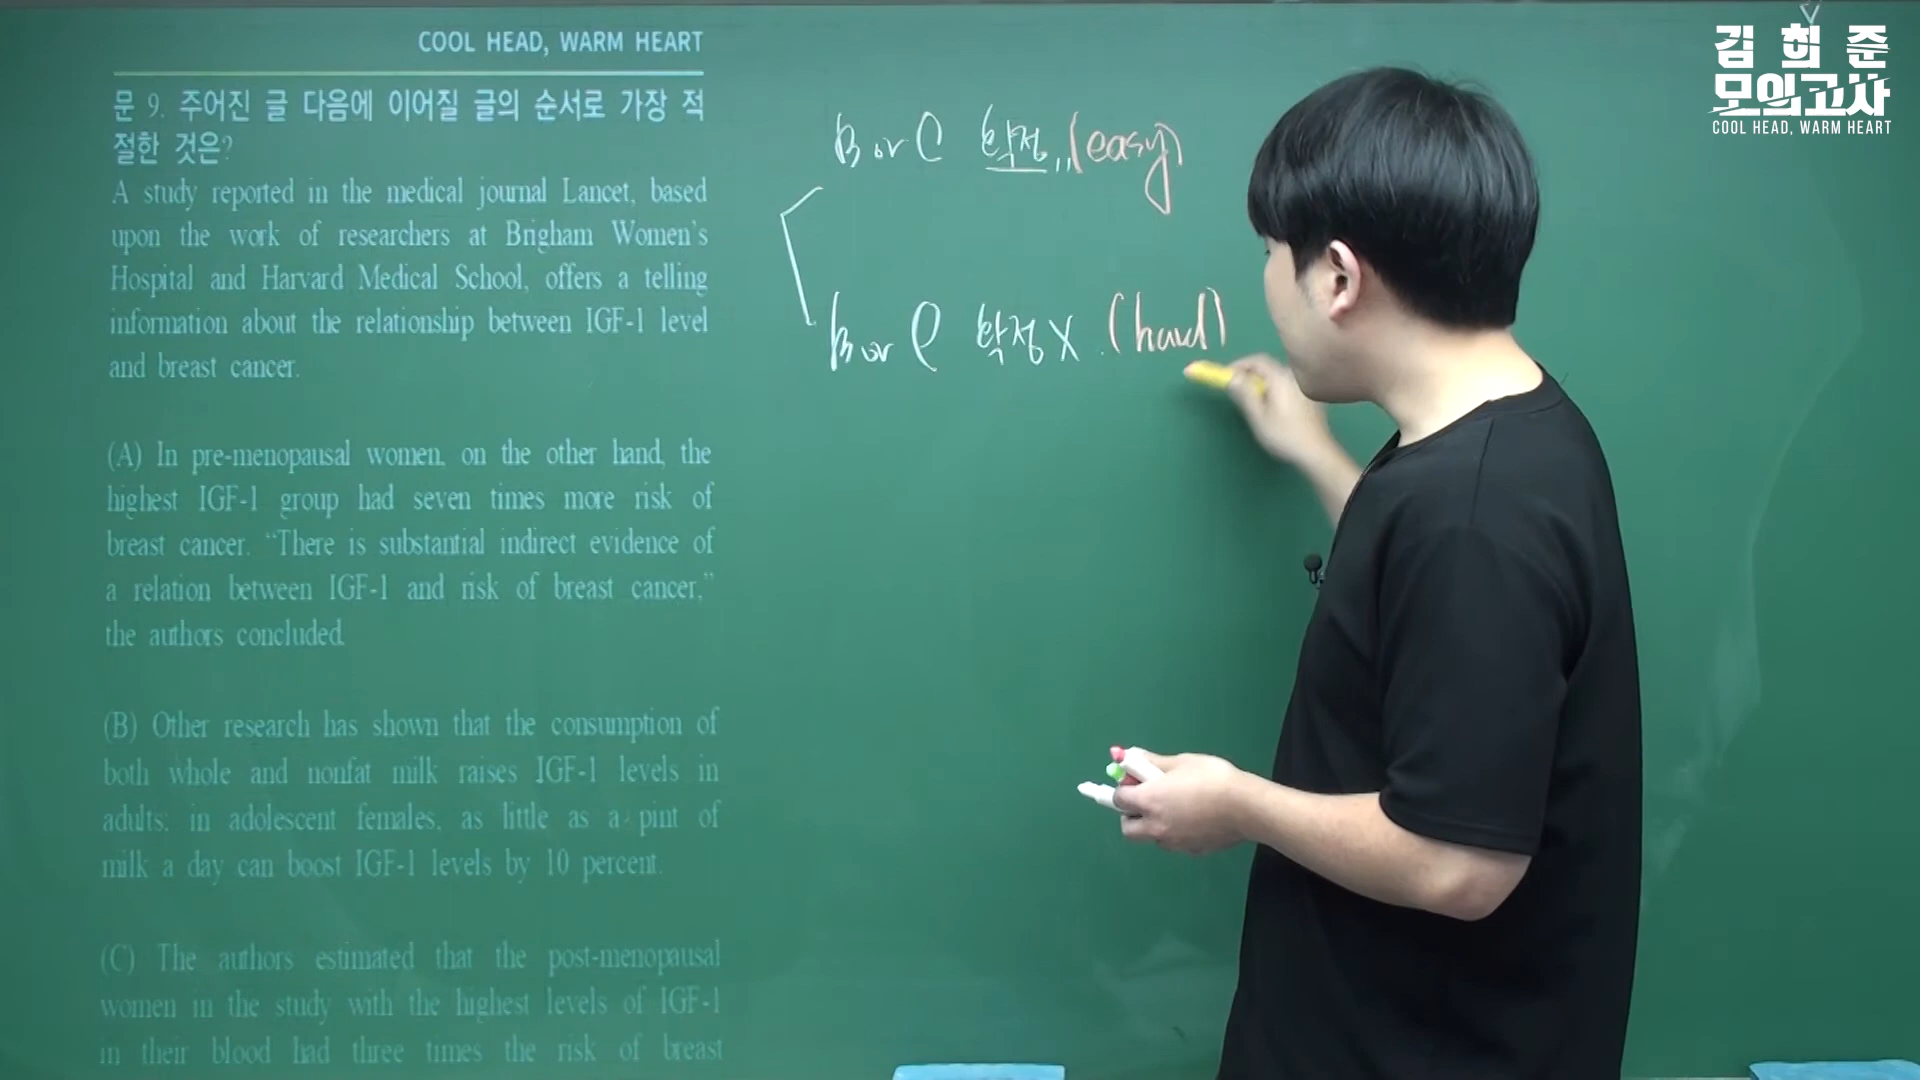 COOL HEAD, WARM HEART
문 9. 주어진 글 다음에 이어질 글의 순서로 가장 적
절한 것은?
A study reported in the medical journal Lancet, based
upon the work of researchers at Brigham Women's
Hospital and Harvard Medical School, offers a telling
information about the relationship between IGF-1 level
and breast cancer.
(A) In pre-menopausal women, on the other hand, the
highest IGF-1 group had seven times more risk of
breast cancer. “There is substantial indirect evidence of
a relation between IGF-1 and risk of breast cancer,”
the authors concluded.
(B) Other research has shown that the consumption of
both whole and nonfat milk raises IGF-1 levels in
adults; in adolescent females, as little as a pint of
milk a day can boost IGF-1 levels by 10 percent.
(C) The authors estimated that the post-menopausal
women in the study with the highest levels of IGF-1
in their blood had three times the risk of breast
B or C 확정 (easy)
B or C 확정 X (hard)
김희준
모의고사
COOL HEAD, WARM HEART